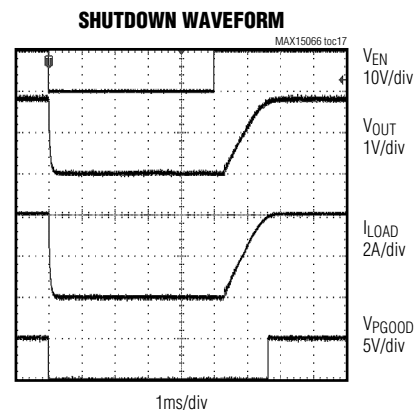 SHUTDOWN WAVEFORM
MAX15066 toc17
VEN
10V/div
VOUT
1V/div
ILOAD
2A/div
VPGOOD
5V/div
1ms/div